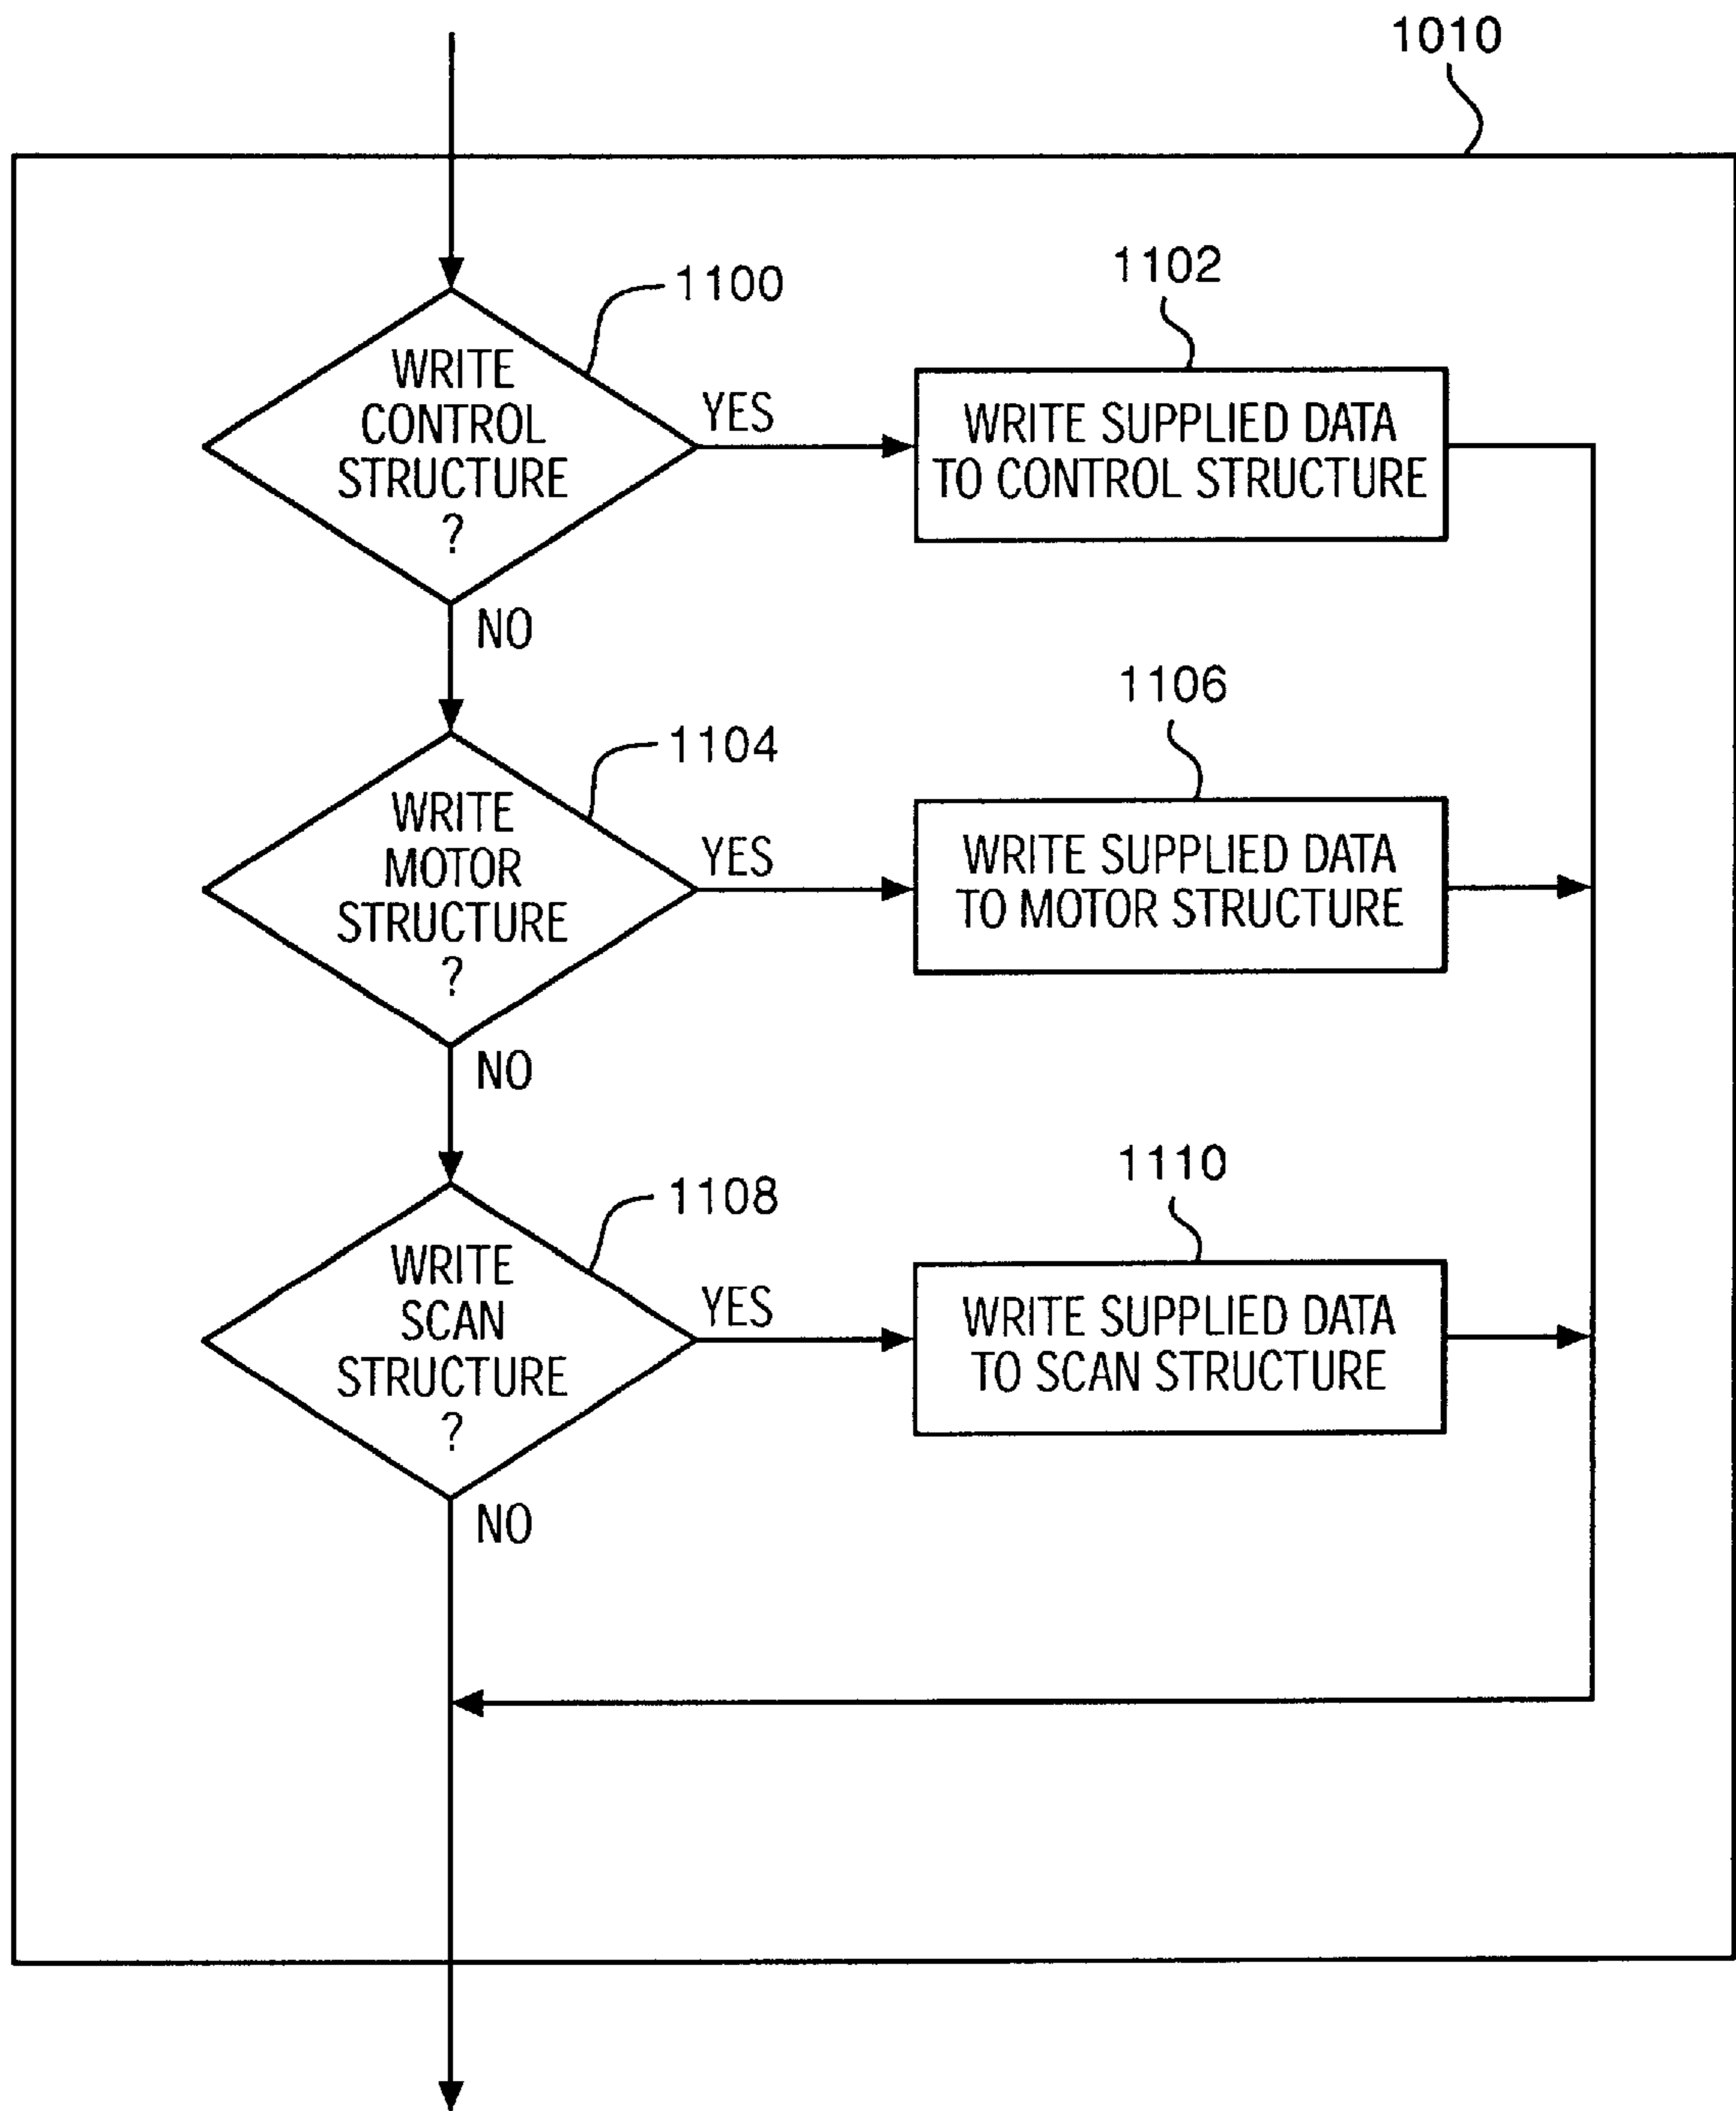 1010
1100
1102
WRITE
CONTROL
STRUCTURE
?
YES
WRITE SUPPLIED DATA
TO CONTROL STRUCTURE
NO
1104
1106
WRITE
MOTOR
STRUCTURE
?
YES
WRITE SUPPLIED DATA
TO MOTOR STRUCTURE
NO
1108
1110
WRITE
SCAN
STRUCTURE
?
YES
WRITE SUPPLIED DATA
TO SCAN STRUCTURE
NO